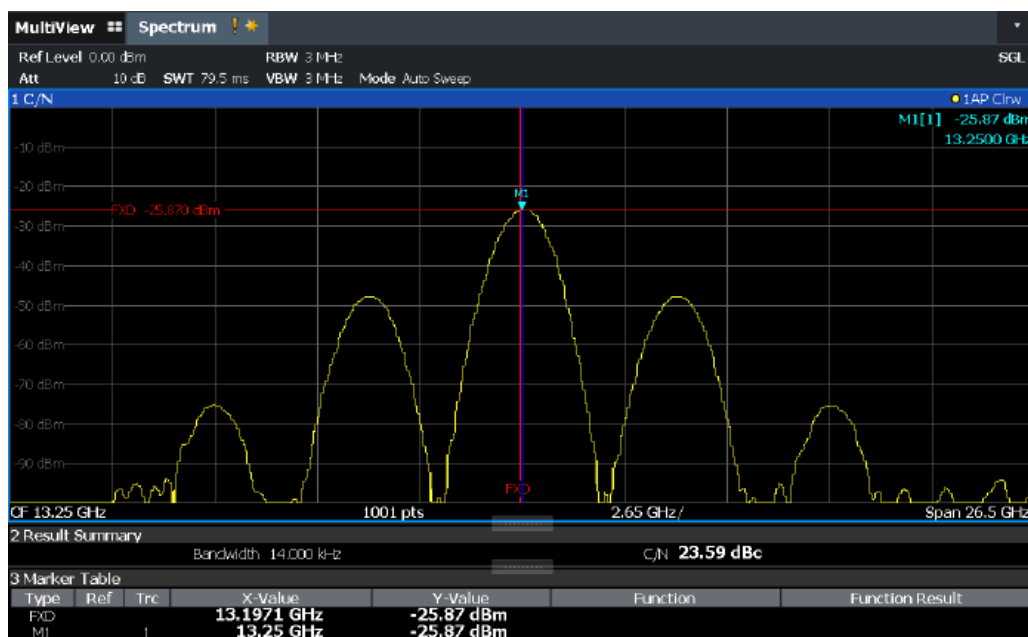 MultiView Spectrum !
Ref Level 0.00 dBm RBW 3 MHz SGL
Att 10 dB SWT 79.5 ms VBW 3 MHz Mode Auto Sweep
1 C/N 1AP Clrw
M1[1] -25.87 dBm
13.2500 GHz
-10 dBm
-20 dBm
M1
FXD -25.870 dBm
-30 dBm
-40 dBm
-50 dBm
-60 dBm
-70 dBm
-80 dBm
-90 dBm
FXD
CF 13.25 GHz 1001 pts 2.65 GHz/ Span 26.5 GHz
2 Result Summary
Bandwidth 14.000 kHz C/N 23.59 dBc
3 Marker Table
Type Ref Trc X-Value Y-Value Function Function Result
FXD 13.1971 GHz -25.87 dBm
M1 1 13.25 GHz -25.87 dBm